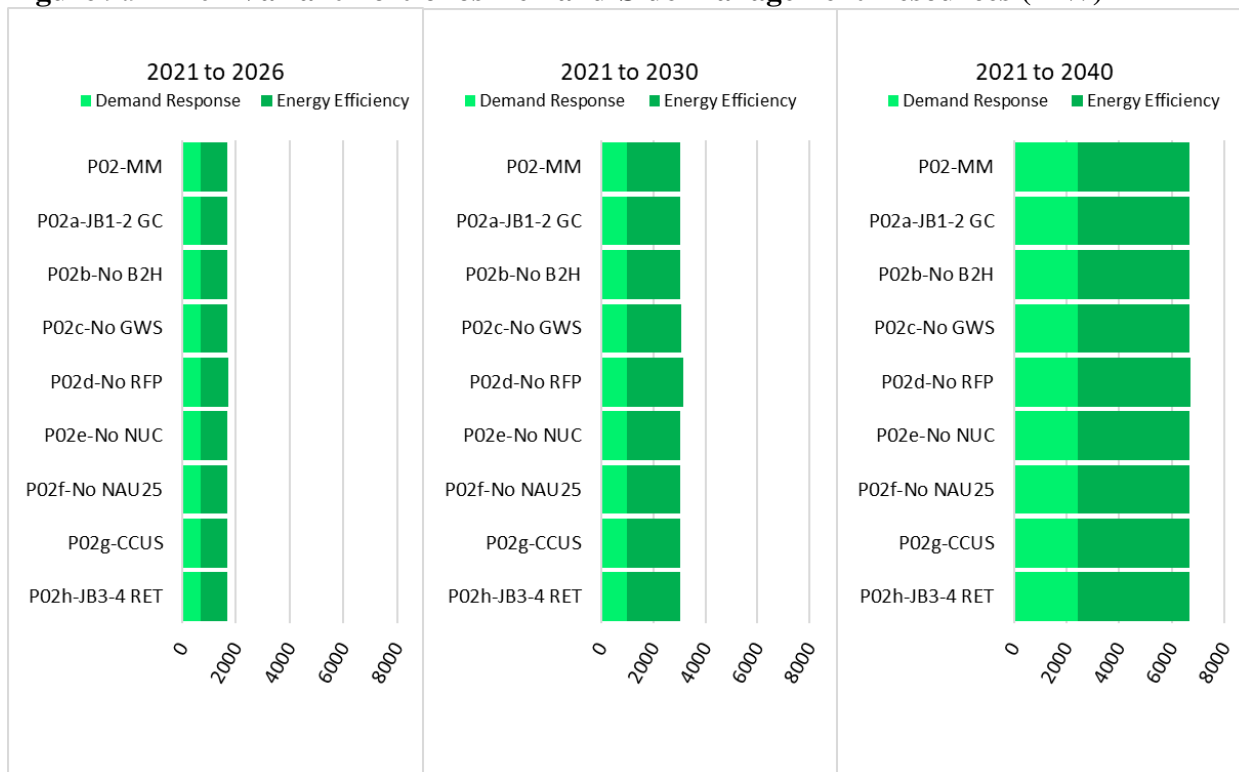 2021 to 2026
Demand Response Energy Efficiency
P02-MM
P02a-JB1-2 GC
P02b-No B2H
P02c-No GWS
P02d-No RFP
P02e-No NUC
P02f-No NAU25
P02g-CCUS
P02h-JB3-4 RET
0 2000 4000 6000 8000
2021 to 2030
Demand Response Energy Efficiency
P02-MM
P02a-JB1-2 GC
P02b-No B2H
P02c-No GWS
P02d-No RFP
P02e-No NUC
P02f-No NAU25
P02g-CCUS
P02h-JB3-4 RET
0 2000 4000 6000 8000
2021 to 2040
Demand Response Energy Efficiency
P02-MM
P02a-JB1-2 GC
P02b-No B2H
P02c-No GWS
P02d-No RFP
P02e-No NUC
P02f-No NAU25
P02g-CCUS
P02h-JB3-4 RET
0 2000 4000 6000 8000